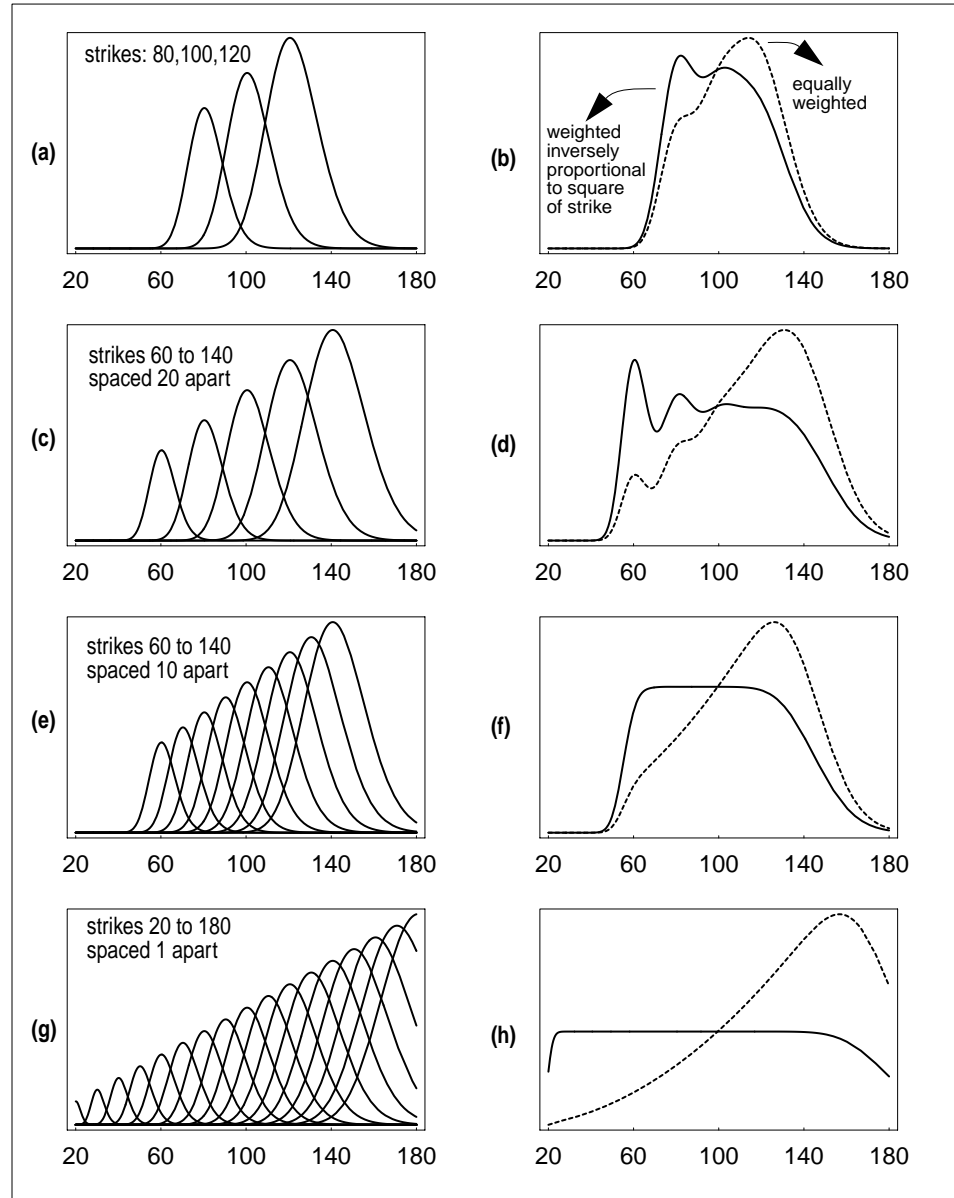 strikes: 80,100,120
(a)
20 60 100 140 180
equally
weighted
weighted
inversely
proportional
to square
of strike
(b)
20 60 100 140 180
strikes 60 to 140
spaced 20 apart
(c)
20 60 100 140 180
(d)
20 60 100 140 180
strikes 60 to 140
spaced 10 apart
(e)
20 60 100 140 180
(f)
20 60 100 140 180
strikes 20 to 180
spaced 1 apart
(g)
20 60 100 140 180
(h)
20 60 100 140 180